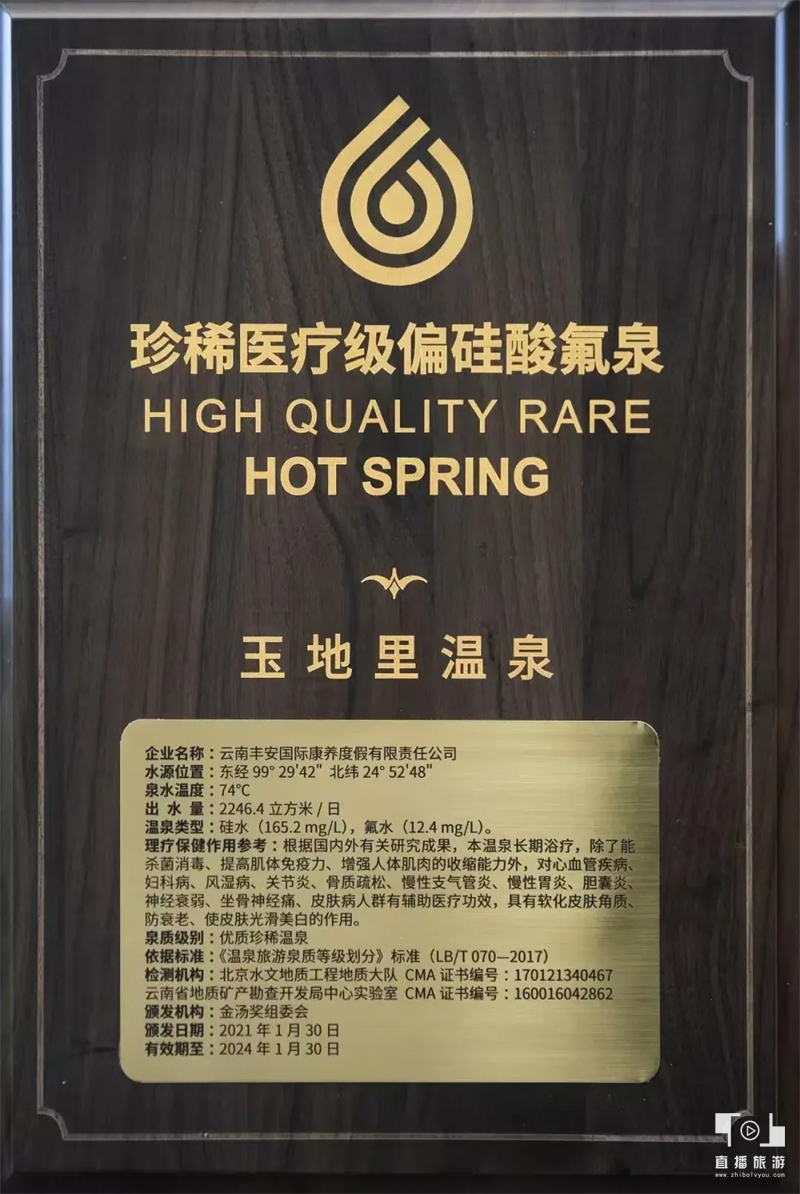 珍稀医疗级偏硅酸氟泉
HIGH QUALITY RARE
HOT SPRING
玉地里温泉
企业名称：云南丰安国际康养度假有限责任公司
水源位置：东经 99° 29'42" 北纬 24° 52'48"
泉水温度：74℃
出 水 量：2246.4 立方米 / 日
温泉类型：硅水（165.2 mg/L），氟水（12.4 mg/L）。
理疗保健作用参考：根据国内外有关研究成果，本温泉长期浴疗，除了能
杀菌消毒、提高肌体免疫力、增强人体肌肉的收缩能力外，对心血管疾病、
妇科病、风湿病、关节炎、骨质疏松、慢性支气管炎、慢性胃炎、胆囊炎、
神经衰弱、坐骨神经痛、皮肤病人群有辅助医疗功效，具有软化皮肤角质、
防衰老、使皮肤光滑美白的作用。
泉质级别：优质珍稀温泉
依据标准：《温泉旅游泉质等级划分》标准（LB/T 070—2017）
检测机构：北京水文地质工程地质大队 CMA 证书编号：170121340467
云南省地质矿产勘查开发局中心实验室 CMA 证书编号：160016042862
颁发机构：金汤奖组委会
颁发日期：2021 年 1 月 30 日
有效期至：2024 年 1 月 30 日
直播旅游
www.zhibolvyou.com